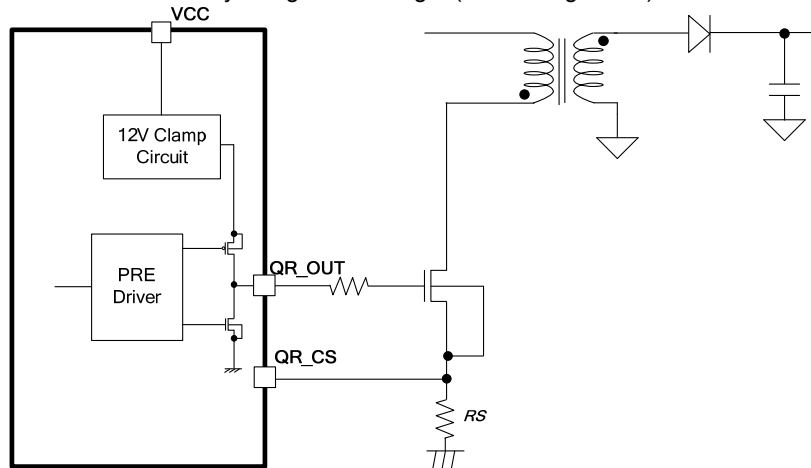 VCC
12V Clamp
Circuit
PRE
Driver
QR_OUT
QR_CS
RS